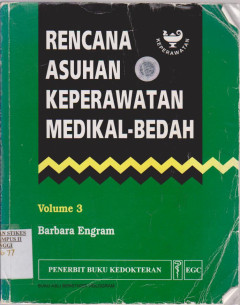 RENCANA
ASUHAN
KEPERAWATAN
MEDIKAL-BEDAH
KEPERAWATAN
Volume 3
Barbara Engram
PENERBIT BUKU KEDOKTERAN
EGC